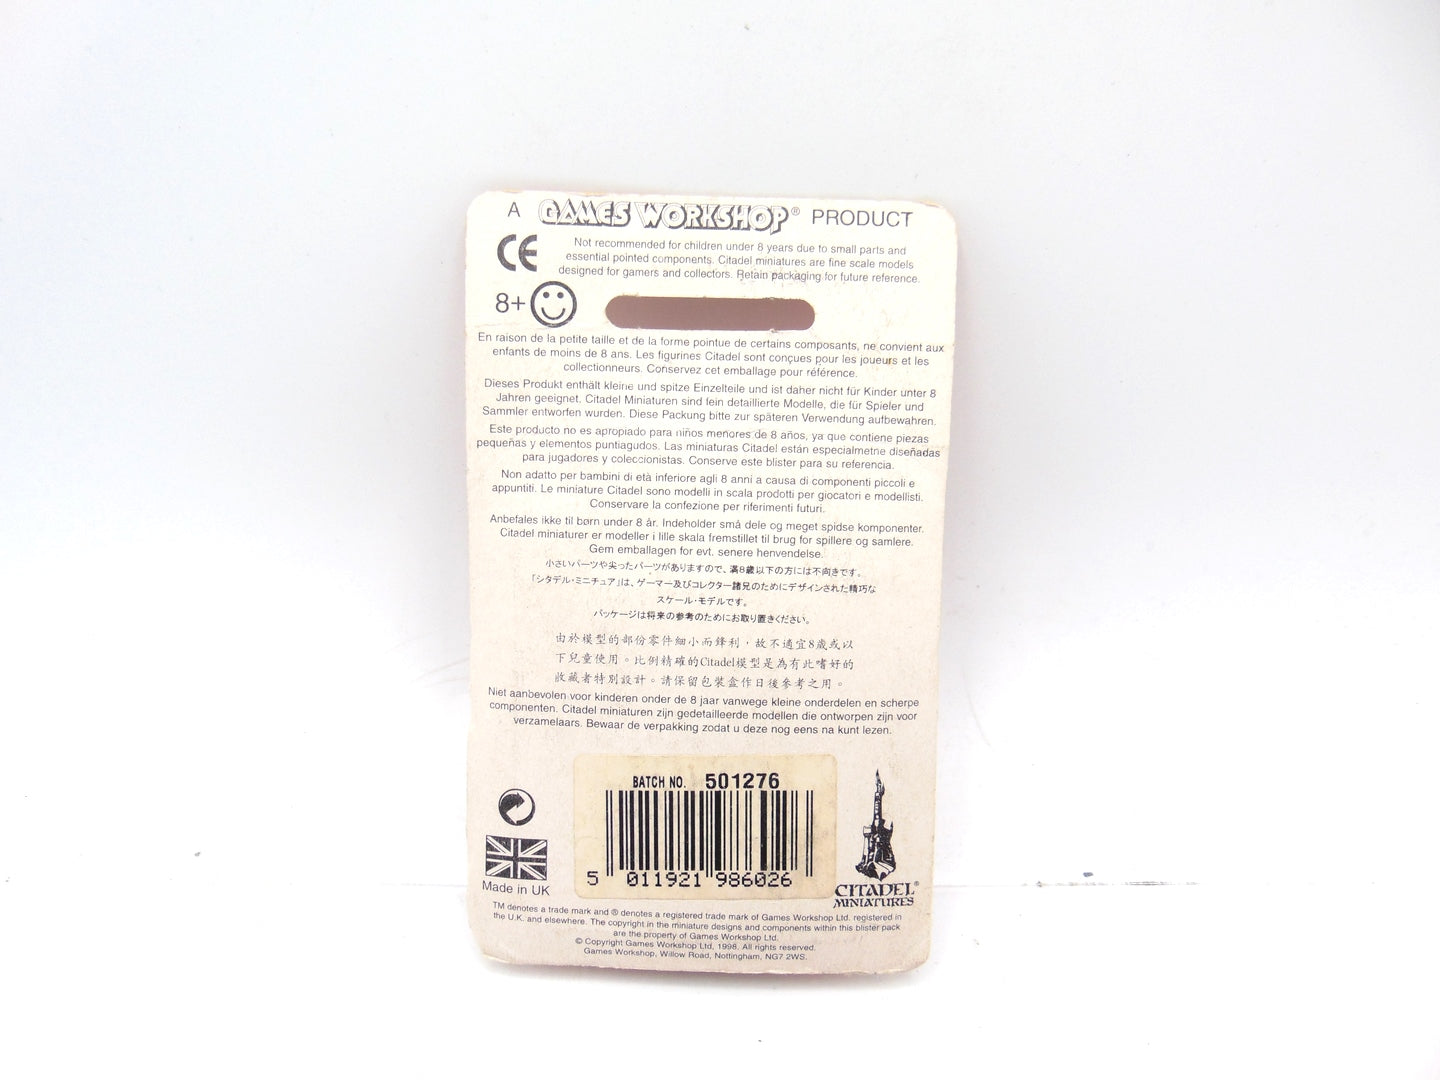 A GAMES WORKSHOP® PRODUCT
CE
Not recommended for children under 8 years due to small parts and
essential pointed components. Citadel miniatures are fine scale models
designed for gamers and collectors. Retain packaging for future reference.
8+
En raison de la petite taille et de la forme pointue de certains composants, ne convient aux
enfants de moins de 8 ans. Les figurines Citadel sont conçues pour les joueurs et les
collectionneurs. Conservez cet emballage pour référence.
Dieses Produkt enthält kleine und spitze Einzelteile und ist daher nicht für Kinder unter 8
Jahren geeignet. Citadel Miniaturen sind fein detaillierte Modelle, die für Spieler und
Sammler entworfen wurden. Diese Packung bitte zur späteren Verwendung aufbewahren.
Este producto no es apropiado para niños menores de 8 años, ya que contiene piezas
pequeñas y elementos puntiagudos. Las miniaturas Citadel están especialmetne diseñadas
para jugadores y coleccionistas. Conserve este blister para su referencia.
Non adatto per bambini di età inferiore agli 8 anni a causa di componenti piccoli e
appuntiti. Le miniature Citadel sono modelli in scala prodotti per giocatori e modellisti.
Conservare la confezione per riferimenti futuri.
Anbefales ikke til børn under 8 år. Indeholder små dele og meget spidse komponenter.
Citadel miniaturer er modeller i lille skala fremstillet til brug for spillere og samlere.
Gem emballagen for evt. senere henvendelse.
小さいパーツや尖ったパーツがありますので、満8歳以下の方には不向きです。
「シタデル・ミニチュア」は、ゲーマー及びコレクター諸兄のためにデザインされた精巧な
スケール・モデルです。
パッケージは将来の参考のためにお取り置きください。
由於模型的部份零件細小而鋒利，故不適宜8歲或以
下兒童使用。比例精確的Citadel模型是為有此嗜好的
收藏者特別設計。請保留包裝盒作日後參考之用。
Niet aanbevolen voor kinderen onder de 8 jaar vanwege kleine onderdelen en scherpe
componenten. Citadel miniaturen zijn gedetailleerde modellen die ontworpen zijn voor
verzamelaars. Bewaar de verpakking zodat u deze nog eens na kunt lezen.
BATCH NO. 501276
5 011921 986026
Made in UK
CITADEL®
MINIATURES
TM denotes a trade mark and ® denotes a registered trade mark of Games Workshop Ltd. registered in
the U.K. and elsewhere. The copyright in the miniature designs and components within this blister pack
are the property of Games Workshop Ltd.
© Copyright Games Workshop Ltd, 1998. All rights reserved.
Games Workshop, Willow Road, Nottingham, NG7 2WS.